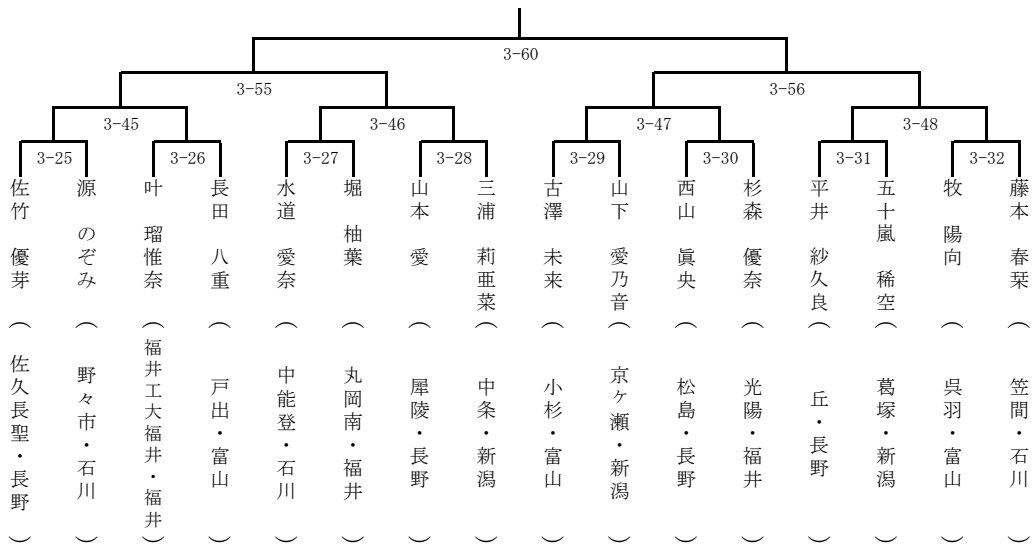 3-60
3-55
3-56
3-45
3-46
3-47
3-48
3-25
3-26
3-27
3-28
3-29
3-30
3-31
3-32
佐竹 優芽 (佐久長聖・長野)
源 のぞみ (野々市・石川)
叶 瑠惟奈 (福井工大福井・福井)
長田 八重 (戸出・富山)
水道 愛奈 (中能登・石川)
堀 柚葉 (丸岡南・福井)
山本 愛 (犀陵・長野)
三浦 莉亜菜 (中条・新潟)
古澤 未来 (小杉・富山)
山下 愛乃音 (京ヶ瀬・新潟)
西山 眞央 (松島・長野)
杉森 優奈 (光陽・福井)
平井 紗久良 (丘・長野)
五十嵐 稀空 (葛塚・新潟)
牧 陽向 (呉羽・富山)
藤本 春栞 (笠間・石川)